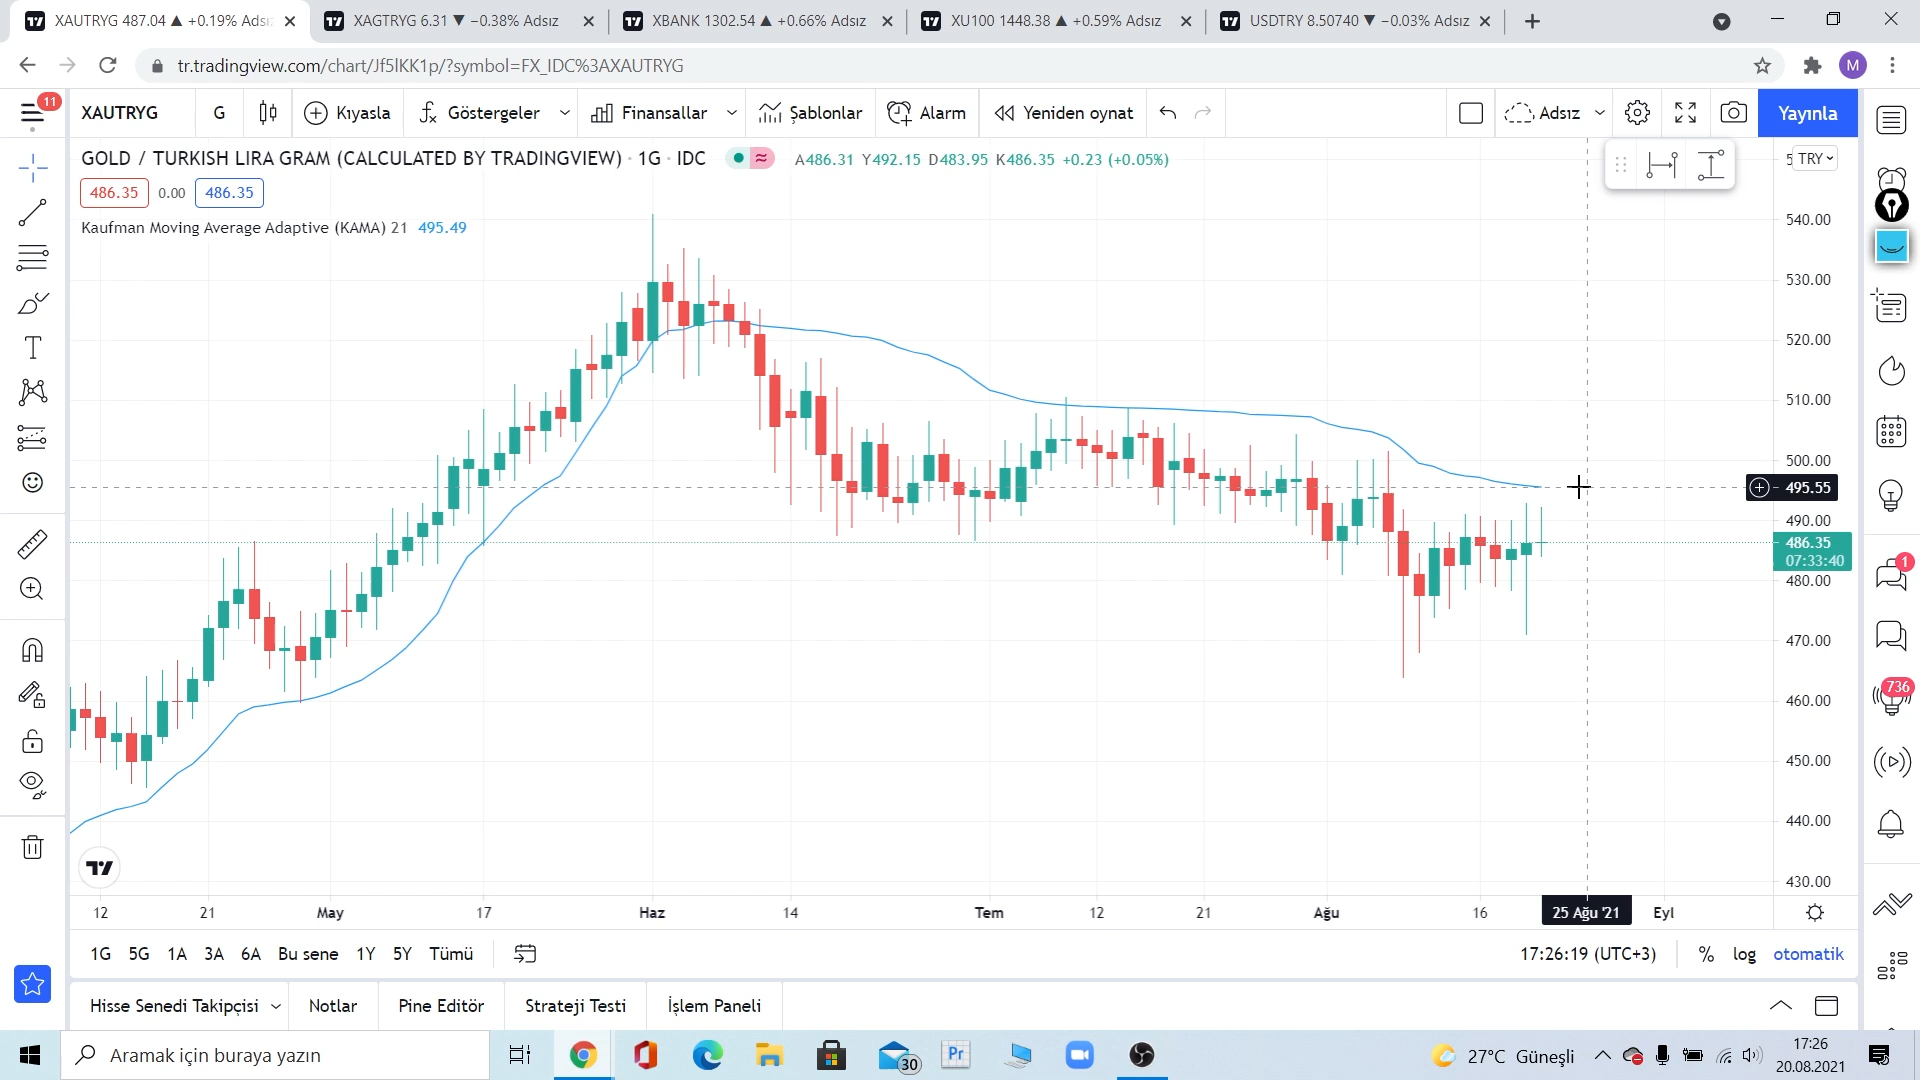 XAUTRYG 487.04 ▲ +0.19% Adsı
XAGTRYG 6.31 ▼ −0.38% Adsız
XBANK 1302.54 ▲ +0.66% Adsız
XU100 1448.38 ▲ +0.59% Adsız
USDTRY 8.50740 ▼ −0.03% Adsız
tr.tradingview.com/chart/Jf5lKK1p/?symbol=FX_IDC%3AXAUTRYG
M
11
XAUTRYG
G
Kıyasla
Göstergeler
Finansallar
Şablonlar
Alarm
Yeniden oynat
Adsız
Yayınla
GOLD / TURKISH LIRA GRAM (CALCULATED BY TRADINGVIEW) · 1G · IDC
A486.31 Y492.15 D483.95 K486.35 +0.23 (+0.05%)
TRY
486.35 0.00 486.35
Kaufman Moving Average Adaptive (KAMA) 21 495.49
540.00
530.00
520.00
510.00
500.00
495.55
490.00
486.35
07:33:40
480.00
470.00
460.00
450.00
440.00
430.00
1
736
12 21 May 17 Haz 14 Tem 12 21 Ağu 16 25 Ağu '21 Eyl
1G 5G 1A 3A 6A Bu sene 1Y 5Y Tümü
17:26:19 (UTC+3) % log otomatik
Hisse Senedi Takipçisi
Notlar
Pine Editör
Strateji Testi
İşlem Paneli
Aramak için buraya yazın
30
Pr
27°C Güneşli
17:26
20.08.2021